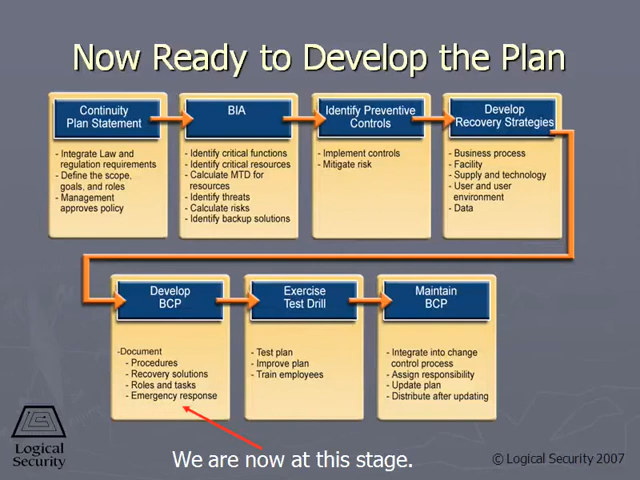 Now Ready to Develop the Plan
Continuity
Plan Statement
- Integrate Law and
regulation requirements
- Define the scope,
goals, and roles
- Management
approves policy
BIA
- Identify critical functions
- Identify critical resources
- Calculate MTD for
resources
- Identify threats
- Calculate risks
- Identify backup solutions
Identify Preventive
Controls
- Implement controls
- Mitigate risk
Develop
Recovery Strategies
- Business process
- Facility
- Supply and technology
- User and user
environment
- Data
Develop
BCP
-Document
- Procedures
- Recovery solutions
- Roles and tasks
- Emergency response
Exercise
Test Drill
- Test plan
- Improve plan
- Train employees
Maintain
BCP
- Integrate into change
control process
- Assign responsibility
- Update plan
- Distribute after updating
Logical
Security
We are now at this stage.
© Logical Security 2007